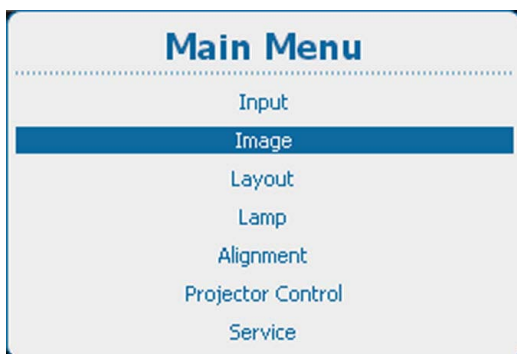 Main Menu
Input
Image
Layout
Lamp
Alignment
Projector Control
Service